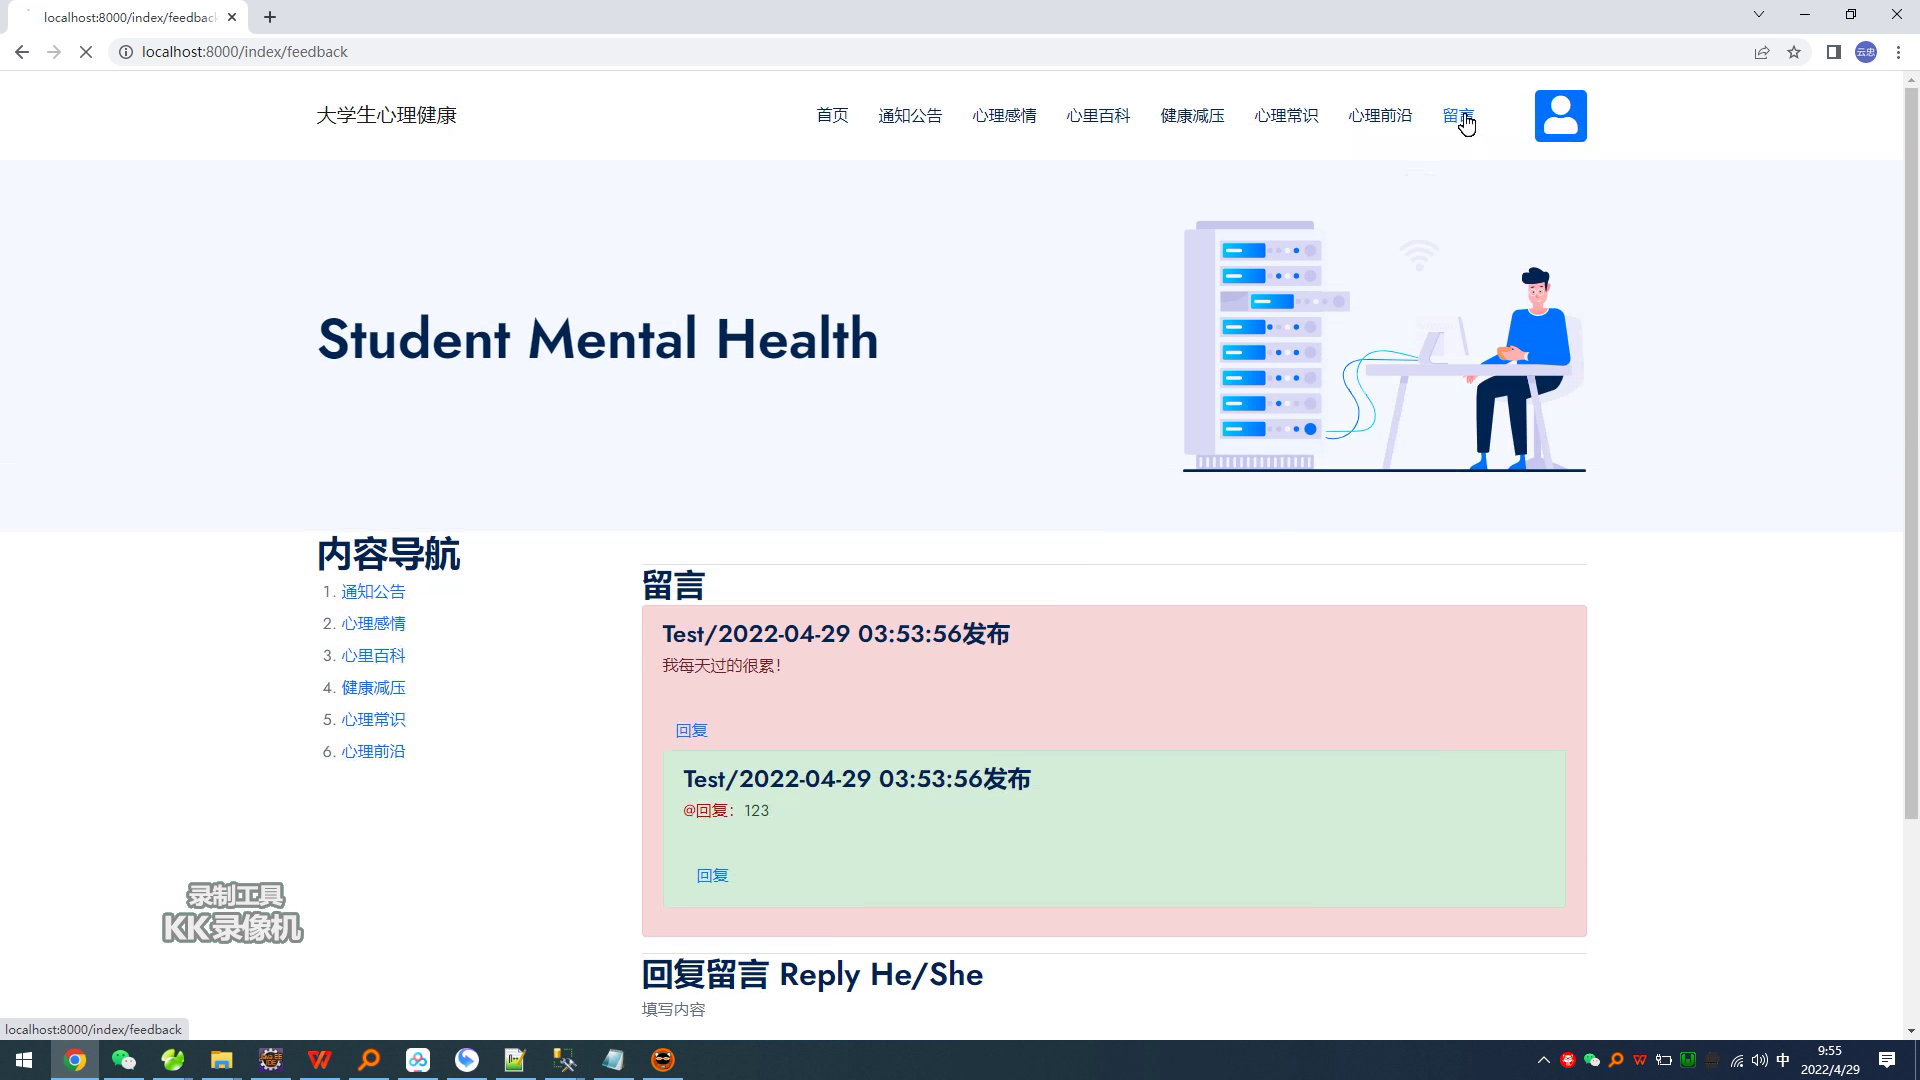 localhost:8000/index/feedback
localhost:8000/index/feedback
云忠
大学生心理健康
首页 通知公告 心理感情 心里百科 健康减压 心理常识 心理前沿 留言
Student Mental Health
内容导航
1. 通知公告
2. 心理感情
3. 心里百科
4. 健康减压
5. 心理常识
6. 心理前沿
留言
Test/2022-04-29 03:53:56发布
我每天过的很累!
回复
Test/2022-04-29 03:53:56发布
@回复: 123
回复
录制工具
KK录像机
回复留言 Reply He/She
填写内容
localhost:8000/index/feedback
中
9:55
2022/4/29